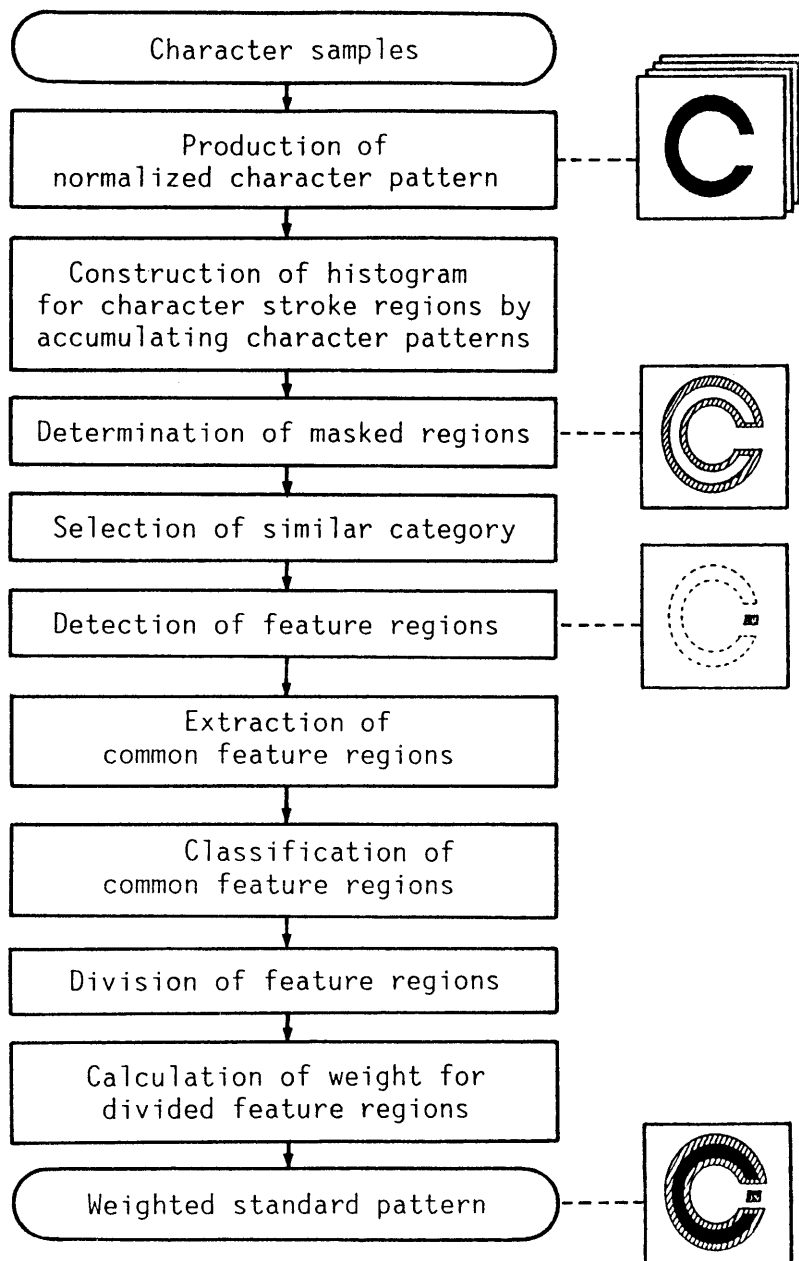 Character samples
Production of
normalized character pattern
Construction of histogram
for character stroke regions by
accumulating character patterns
Determination of masked regions
Selection of similar category
Detection of feature regions
Extraction of
common feature regions
Classification of
common feature regions
Division of feature regions
Calculation of weight for
divided feature regions
Weighted standard pattern